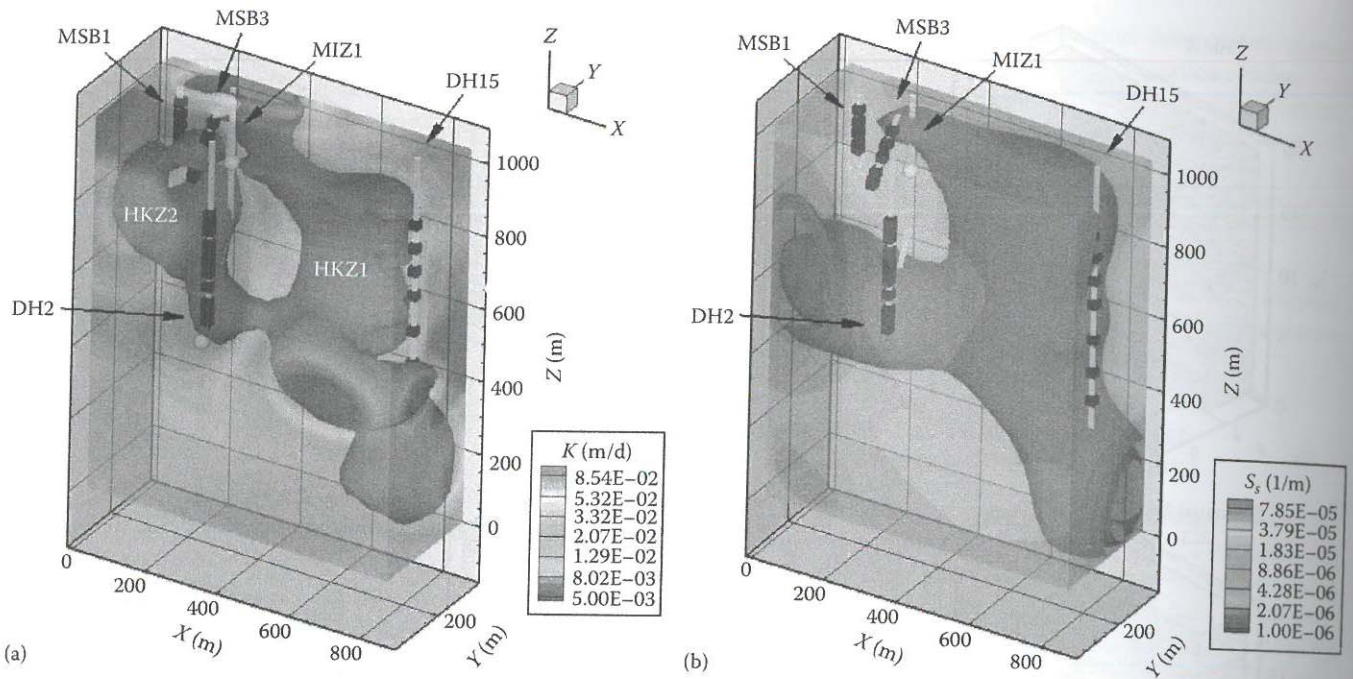 MSB3
MSB1
MIZ1
DH15
Z
Y
X
HKZ2
HKZ1
DH2
1000
800
600
400
200
0
Z (m)
K (m/d)
8.54E−02
5.32E−02
3.32E−02
2.07E−02
1.29E−02
8.02E−03
5.00E−03
0
200
400
600
800
X (m)
200
Y (m)
(a)
MSB3
MSB1
MIZ1
DH15
Z
Y
X
DH2
1000
800
600
400
200
0
Z (m)
Ss (1/m)
7.85E−05
3.79E−05
1.83E−05
8.86E−06
4.28E−06
2.07E−06
1.00E−06
0
200
400
600
800
X (m)
200
Y (m)
(b)